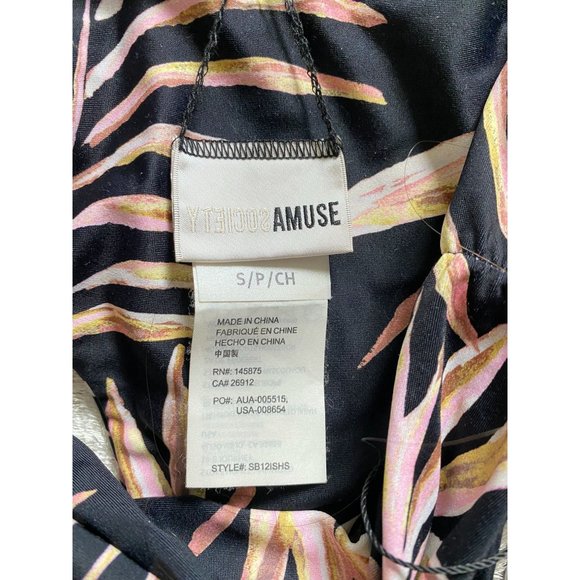 SOCIETY AMUSE
S/P/CH
MADE IN CHINA
FABRIQUÉ EN CHINE
HECHO EN CHINA
中国製
RN#: 145875
CA# 26912
PO#: AUA-005515,
USA-008654
STYLE#: SB12ISHS